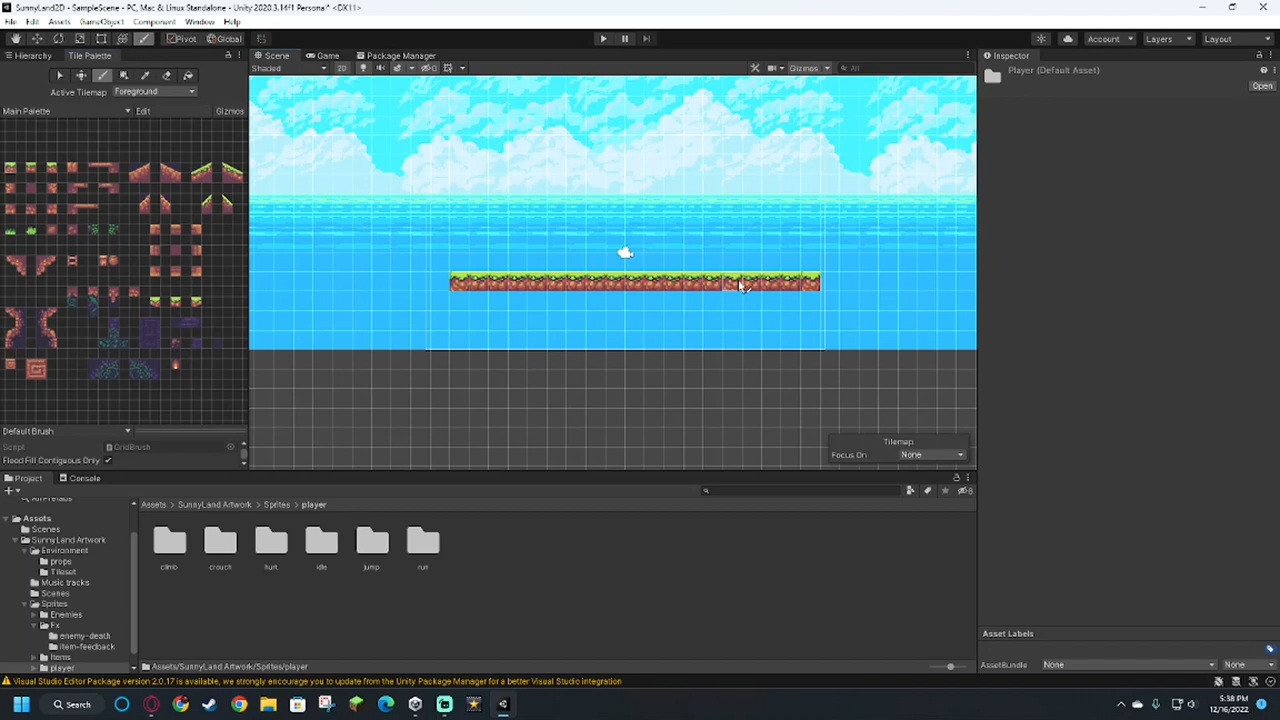 SunnyLand2D - SampleScene - PC, Mac & Linux Standalone - Unity 2020.3.14f1 Personal* <DX11>
File Edit Assets GameObject Component Window Help
Pivot Global
Account Layers Layout
Hierarchy Tile Palette
Scene Game Package Manager
Inspector
Shaded 2D 0 Gizmos All
Player (Default Asset)
Open
Active Tilemap Foreground
Main Palette Edit Gizmos
Default Brush
Script GridBrush
Flood Fill Contiguous Only
Tilemap
Focus On None
Project Console
8
All Prefabs
Assets
Scenes
SunnyLand Artwork
Environment
props
Tileset
Music tracks
Scenes
Sprites
Enemies
Fx
enemy-death
item-feedback
Items
player
Assets > SunnyLand Artwork > Sprites > player
climb crouch hurt idle jump run
Assets/SunnyLand Artwork/Sprites/player
Asset Labels
AssetBundle None None
Visual Studio Editor Package version 2.0.17 is available, we strongly encourage you to update from the Unity Package Manager for a better Visual Studio integration
Search
5:38 PM
12/16/2022